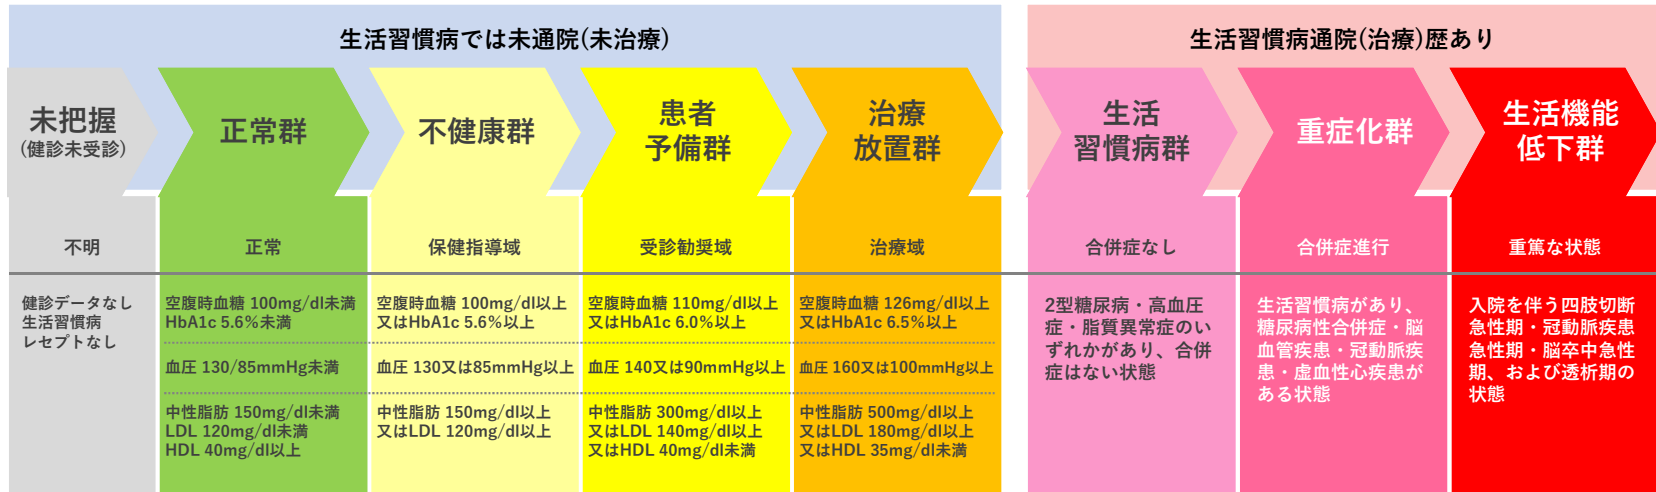 生活習慣病では未通院(未治療)
生活習慣病通院(治療)歴あり
未把握
(健診未受診)
正常群
不健康群
患者
予備群
治療
放置群
生活
習慣病群
重症化群
生活機能
低下群
不明
正常
保健指導域
受診勧奨域
治療域
合併症なし
合併症進行
重篤な状態
健診データなし
生活習慣病
レセプトなし
空腹時血糖 100mg/dl未満
HbA1c 5.6%未満
血圧 130/85mmHg未満
中性脂肪 150mg/dl未満
LDL 120mg/dl未満
HDL 40mg/dl以上
空腹時血糖 100mg/dl以上
又はHbA1c 5.6%以上
血圧 130又は85mmHg以上
中性脂肪 150mg/dl以上
又はLDL 120mg/dl以上
空腹時血糖 110mg/dl以上
又はHbA1c 6.0%以上
血圧 140又は90mmHg以上
中性脂肪 300mg/dl以上
又はLDL 140mg/dl以上
又はHDL 40mg/dl未満
空腹時血糖 126mg/dl以上
又はHbA1c 6.5%以上
血圧 160又は100mmHg以上
中性脂肪 500mg/dl以上
又はLDL 180mg/dl以上
又はHDL 35mg/dl未満
2型糖尿病・高血圧
症・脂質異常症のい
ずれかがあり、合併
症はない状態
生活習慣病があり、
糖尿病性合併症・脳
血管疾患・冠動脈疾
患・虚血性心疾患が
ある状態
入院を伴う四肢切断
急性期・冠動脈疾患
急性期・脳卒中急性
期、および透析期の
状態